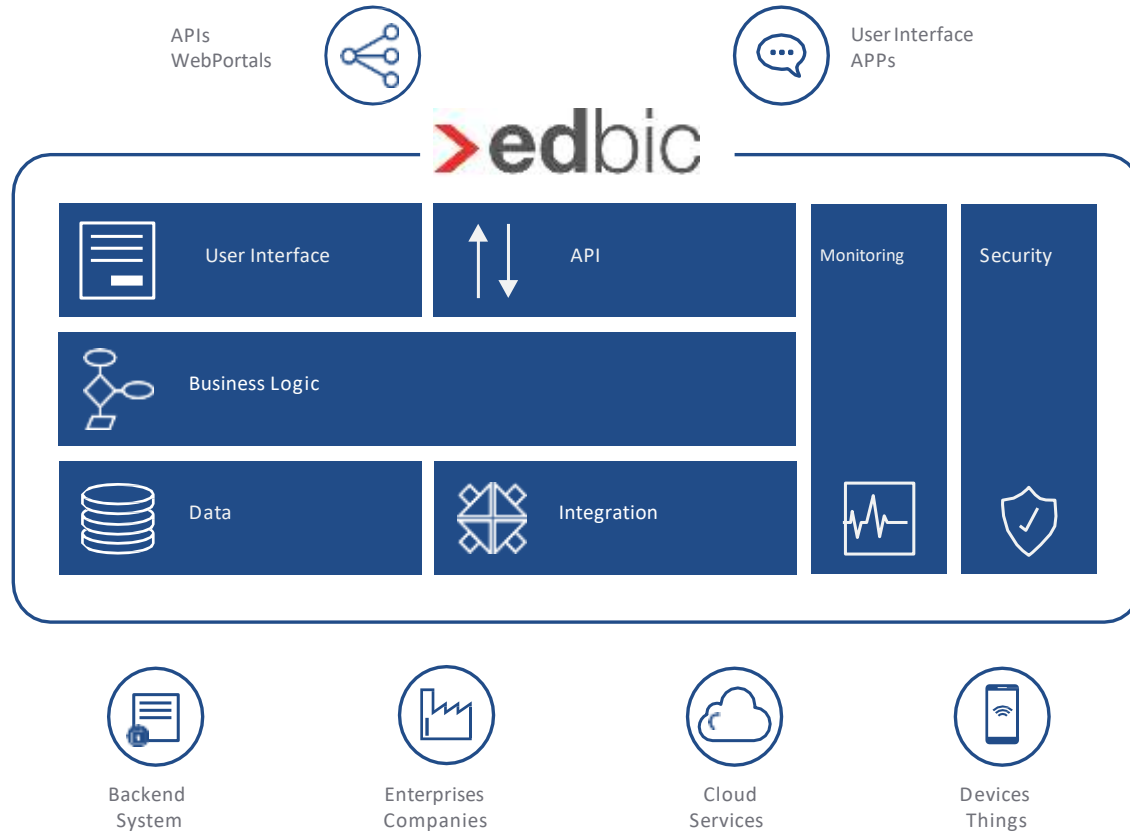 APIs
WebPortals
User Interface
APPs
edbic
User Interface
API
Monitoring
Security
Business Logic
Data
Integration
Backend
System
Enterprises
Companies
Cloud
Services
Devices
Things